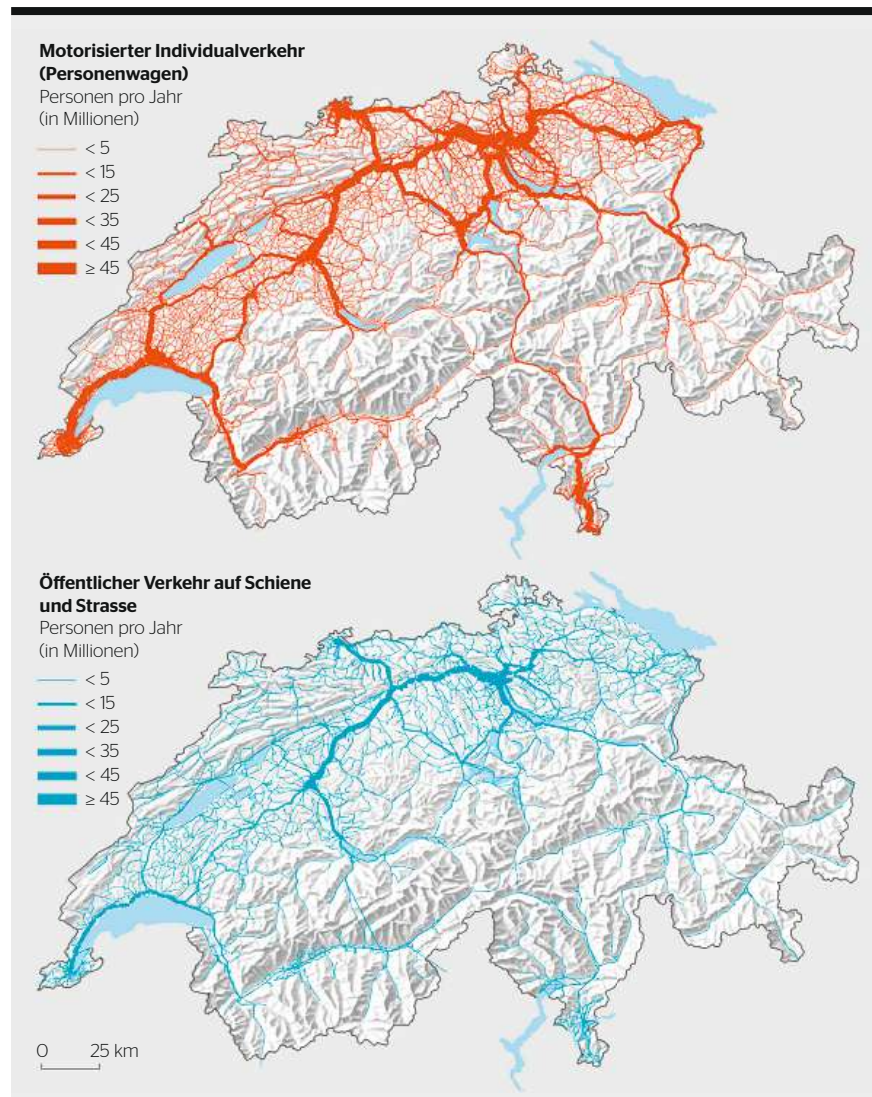 Motorisierter Individualverkehr
(Personenwagen)
Personen pro Jahr
(in Millionen)
< 5
< 15
< 25
< 35
< 45
≥ 45
Öffentlicher Verkehr auf Schiene
und Strasse
Personen pro Jahr
(in Millionen)
< 5
< 15
< 25
< 35
< 45
≥ 45
0 25 km